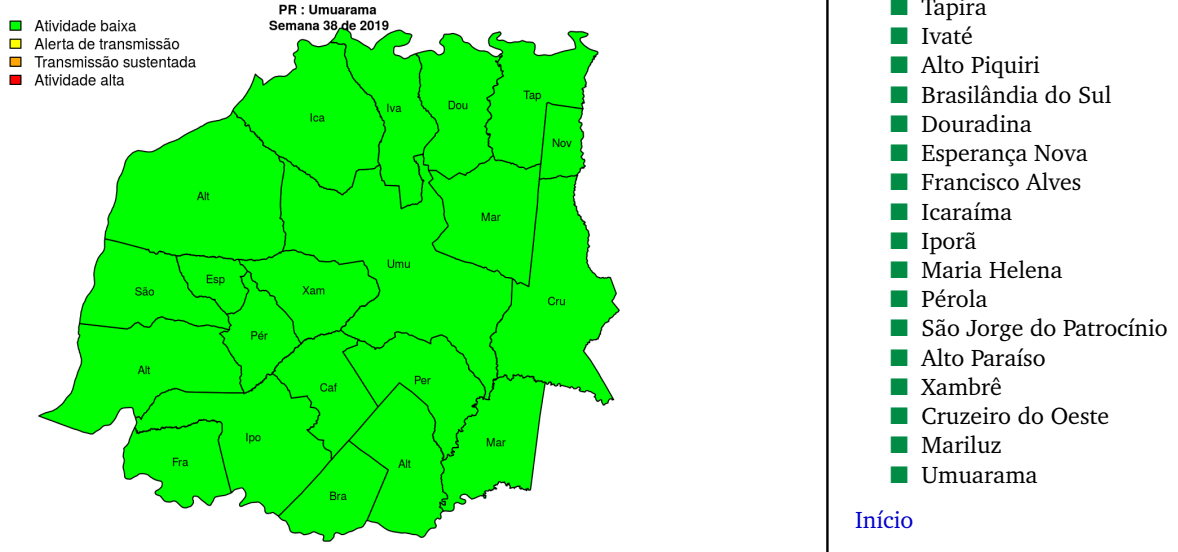 PR : Umuarama
Semana 38 de 2019
Atividade baixa
Alerta de transmissão
Transmissão sustentada
Atividade alta
Ica
Iva
Dou
Tap
Nov
Alt
Mar
Umu
Esp
São
Xam
Cru
Pér
Alt
Caf
Per
Ipo
Mar
Fra
Alt
Bra
Tapira
Ivaté
Alto Piquiri
Brasilândia do Sul
Douradina
Esperança Nova
Francisco Alves
Icaraíma
Iporã
Maria Helena
Pérola
São Jorge do Patrocínio
Alto Paraíso
Xambrê
Cruzeiro do Oeste
Mariluz
Umuarama
Início